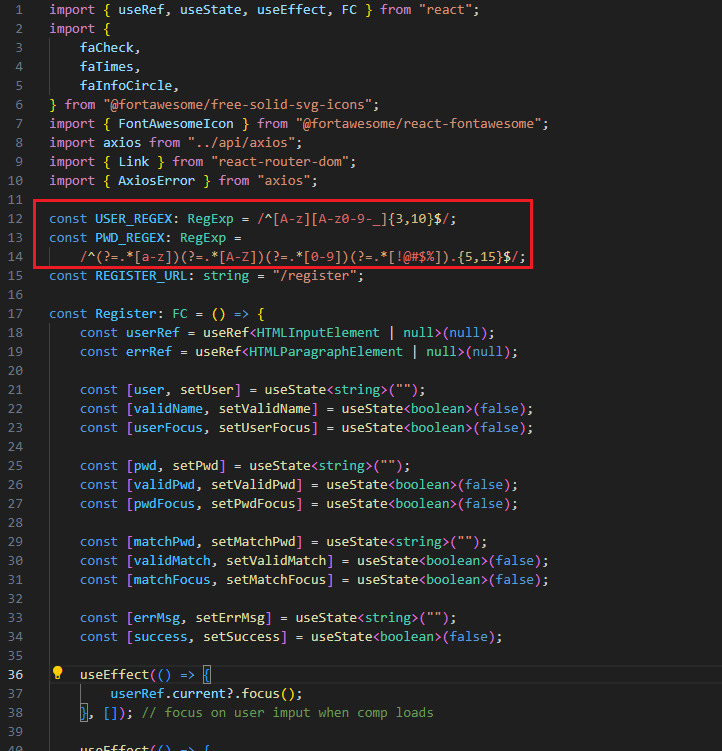 1 import { useRef, useState, useEffect, FC } from "react";
2 import {
3 faCheck,
4 faTimes,
5 faInfoCircle,
6 } from "@fortawesome/free-solid-svg-icons";
7 import { FontAwesomeIcon } from "@fortawesome/react-fontawesome";
8 import axios from "../api/axios";
9 import { Link } from "react-router-dom";
10 import { AxiosError } from "axios";
11
12 const USER_REGEX: RegExp = /^[A-z][A-z0-9-_]{3,10}$/;
13 const PWD_REGEX: RegExp =
14 /^(?=.*[a-z])(?=.*[A-Z])(?=.*[0-9])(?=.*[!@#$%]).{5,15}$/;
15 const REGISTER_URL: string = "/register";
16
17 const Register: FC = () => {
18 const userRef = useRef<HTMLInputElement | null>(null);
19 const errRef = useRef<HTMLParagraphElement | null>(null);
20
21 const [user, setUser] = useState<string>("");
22 const [validName, setValidName] = useState<boolean>(false);
23 const [userFocus, setUserFocus] = useState<boolean>(false);
24
25 const [pwd, setPwd] = useState<string>("");
26 const [validPwd, setValidPwd] = useState<boolean>(false);
27 const [pwdFocus, setPwdFocus] = useState<boolean>(false);
28
29 const [matchPwd, setMatchPwd] = useState<string>("");
30 const [validMatch, setValidMatch] = useState<boolean>(false);
31 const [matchFocus, setMatchFocus] = useState<boolean>(false);
32
33 const [errMsg, setErrMsg] = useState<string>("");
34 const [success, setSuccess] = useState<boolean>(false);
35
36 useEffect(() => {
37 userRef.current?.focus();
38 }, []); // focus on user imput when comp loads
39
40 useEffect(() => {